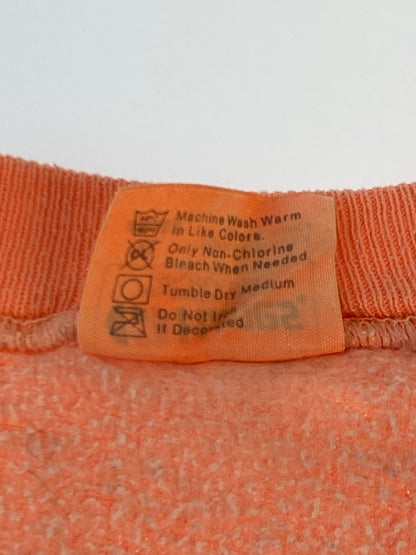 Machine Wash Warm
in Like Colors.
Only Non-Chlorine
Bleach When Needed
Tumble Dry Medium
Do Not Iron
If Decorated.